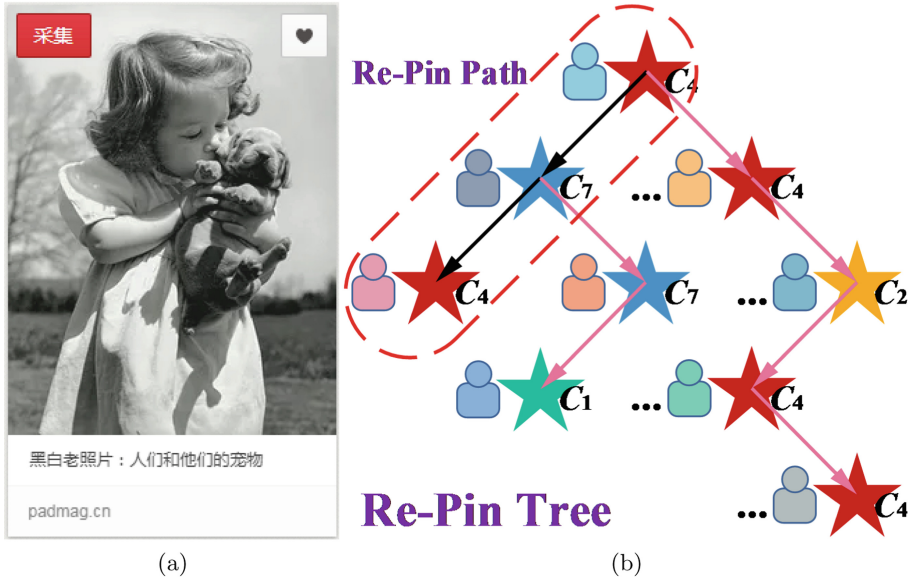 采集
黑白老照片：人们和他们的宠物
padmag.cn
(a)
Re-Pin Path
C4
C7
... C4
C4
C7
... C2
C1
... C4
... C4
Re-Pin Tree
(b)